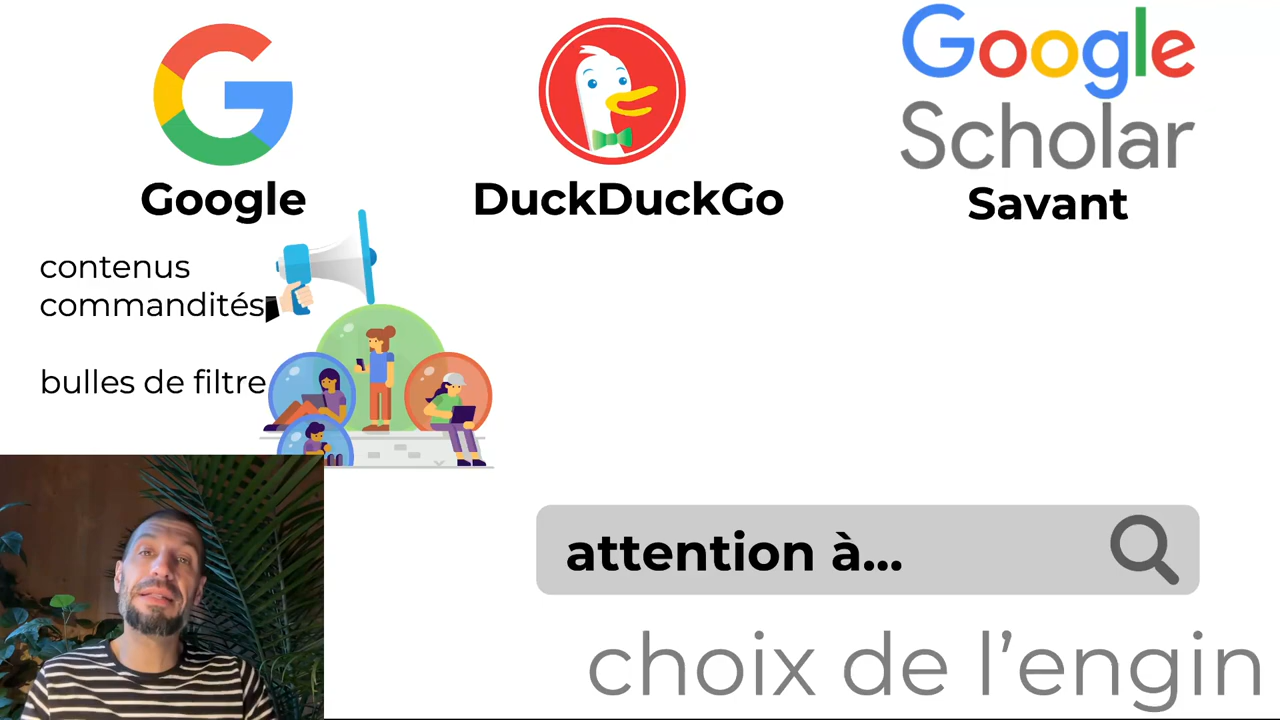 Google
Scholar
Google
DuckDuckGo
Savant
contenus
commandités
bulles de filtre
attention à...
choix de l'engin